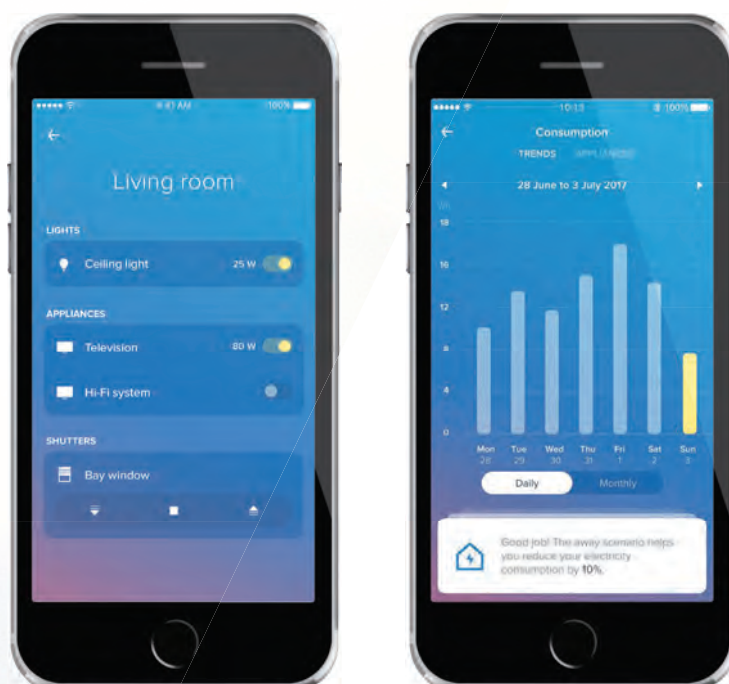 9:41 AM 100%
Living room
LIGHTS
Ceiling light 25 W
APPLIANCES
Television 80 W
Hi-Fi system
SHUTTERS
Bay window
10:13 100%
Consumption
TRENDS APPLIANCES
28 June to 3 July 2017
18
16
12
8
4
0
Mon Tue Wed Thu Fri Sat Sun
28 29 30 31 1 2 3
Daily Monthly
Good job! The away scenario helps
you reduce your electricity
consumption by 10%.